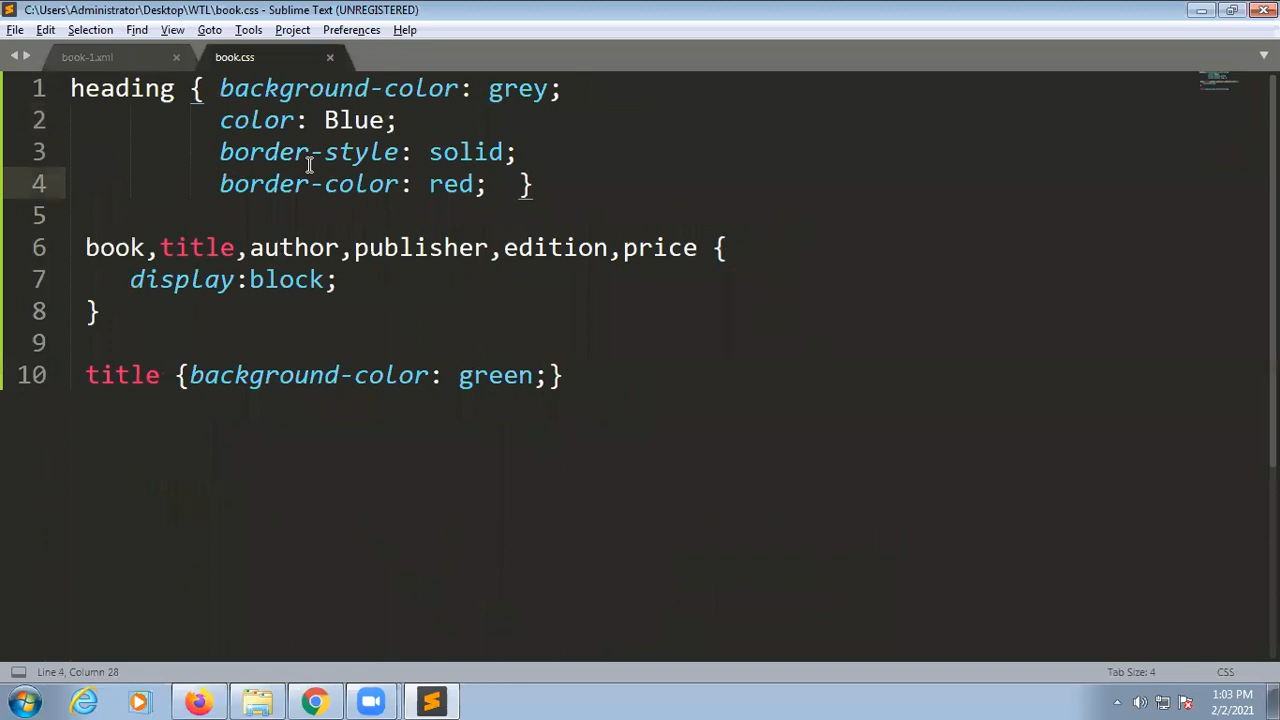 C:\Users\Administrator\Desktop\WTL\book.css - Sublime Text (UNREGISTERED)
File Edit Selection Find View Goto Tools Project Preferences Help
book-1.xml book.css
1 heading { background-color: grey;
2 color: Blue;
3 border-style: solid;
4 border-color: red; }
5
6 book,title,author,publisher,edition,price {
7 display:block;
8 }
9
10 title {background-color: green;}
Line 4, Column 28 Tab Size: 4 CSS
1:03 PM
2/2/2021